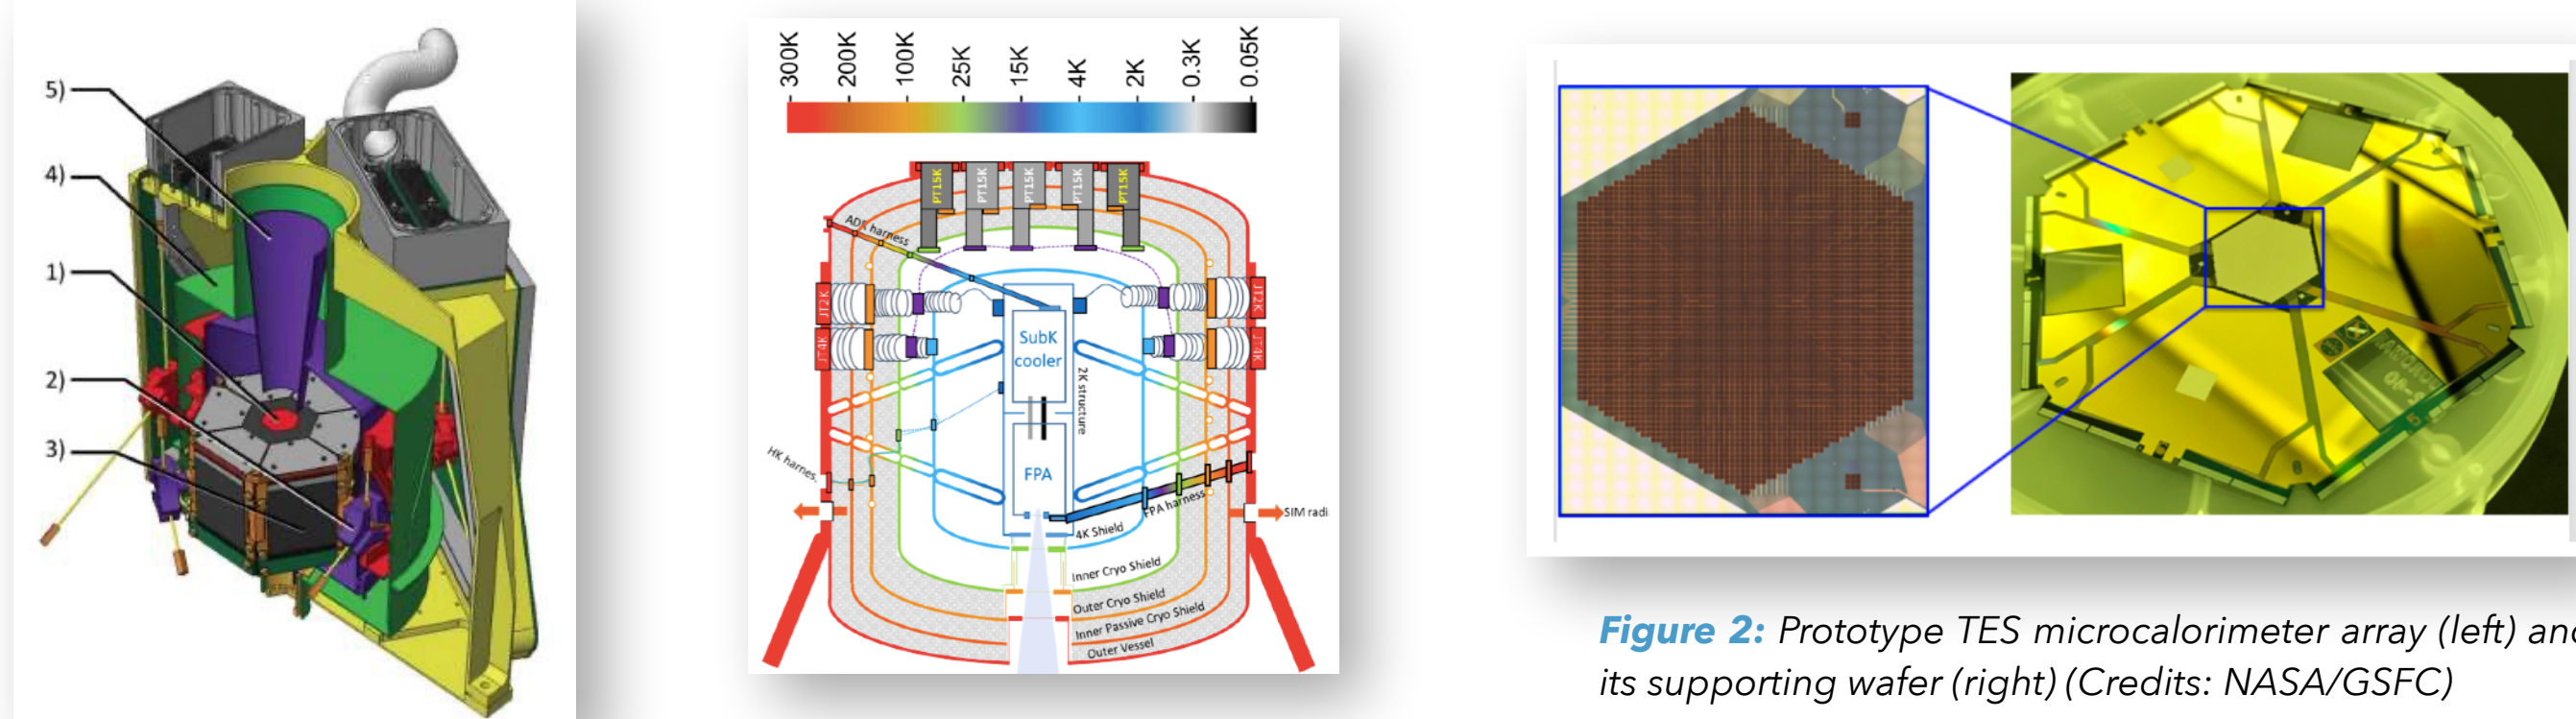 5)
4)
1)
2)
3)
300K
200K
100K
25K
15K
4K
2K
0.3K
0.05K
PT15K
PT15K
PT15K
PT15K
PT15K
ADR harness
JT2K
JT2K
JT4K
JT4K
SubK
cooler
2K structure
FPA
HK harnes.
FPA harness
SIM radi
4K Shield
Inner Cryo Shield
Outer Cryo Shield
Inner Passive Cryo Shield
Outer Vessel
Figure 2: Prototype TES microcalorimeter array (left) and
its supporting wafer (right) (Credits: NASA/GSFC)